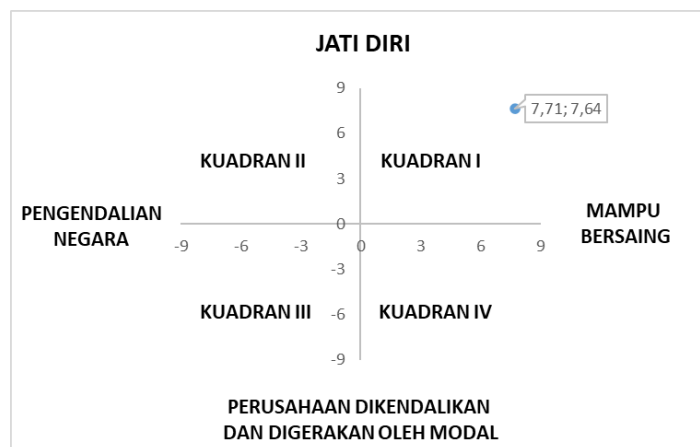 JATI DIRI
9
7,71; 7,64
6
KUADRAN II
KUADRAN I
3
PENGENDALIAN
NEGARA
0
MAMPU
BERSAING
-9 -6 -3 0 3 6 9
-3
KUADRAN III
-6
KUADRAN IV
-9
PERUSAHAAN DIKENDALIKAN
DAN DIGERAKAN OLEH MODAL